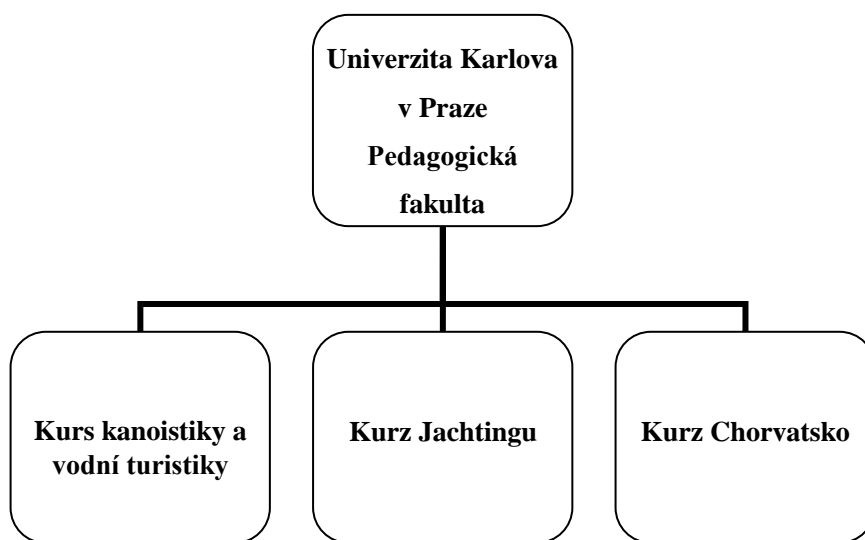 Univerzita Karlova
v Praze
Pedagogická
fakulta
Kurs kanoistiky a
vodní turistiky
Kurz Jachtingu
Kurz Chorvatsko